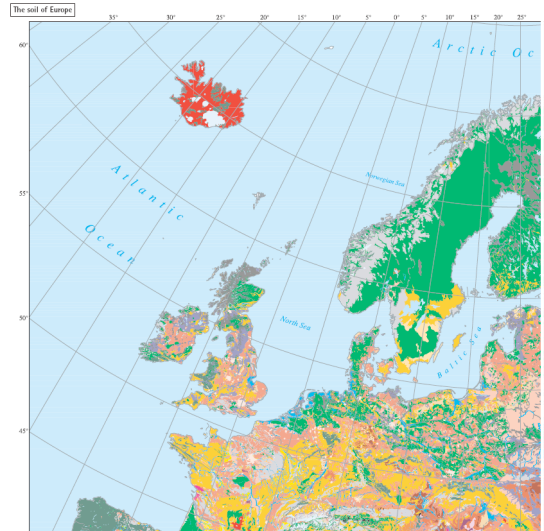 The soil of Europe
35° 30° 25° 20° 15° 10° 5° 0° 5° 10° 15° 20° 25°
60°
Arctic Oc
55°
Norwegian Sea
Atlantic
Ocean
50°
North Sea
Baltic Sea
45°